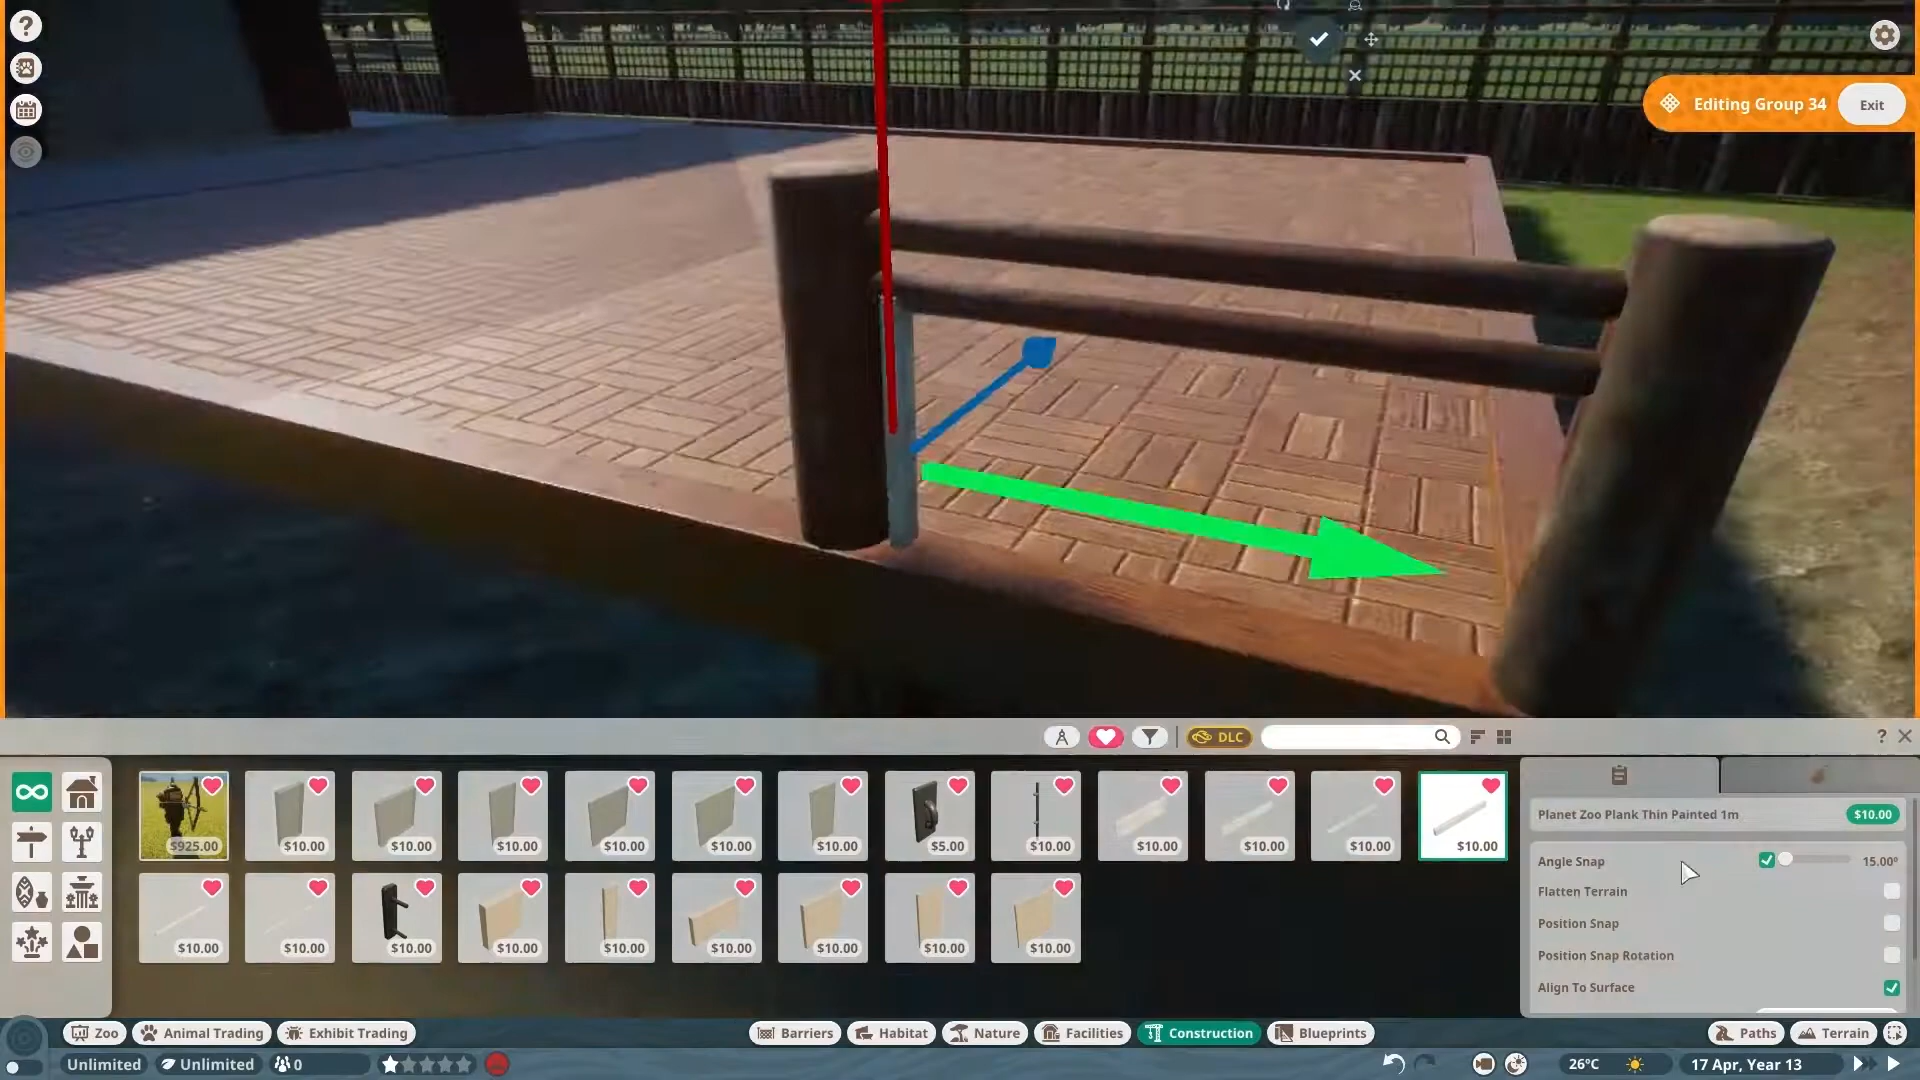 ?
Editing Group 34
Exit
DLC
?
$925.00
$10.00
$10.00
$10.00
$10.00
$10.00
$10.00
$5.00
$10.00
$10.00
$10.00
$10.00
$10.00
$10.00
$10.00
$10.00
$10.00
$10.00
$10.00
$10.00
$10.00
$10.00
Planet Zoo Plank Thin Painted 1m
$10.00
Angle Snap
15.00°
Flatten Terrain
Position Snap
Position Snap Rotation
Align To Surface
Zoo
Animal Trading
Exhibit Trading
Barriers
Habitat
Nature
Facilities
Construction
Blueprints
Paths
Terrain
Unlimited
Unlimited
0
26°C
17 Apr, Year 13